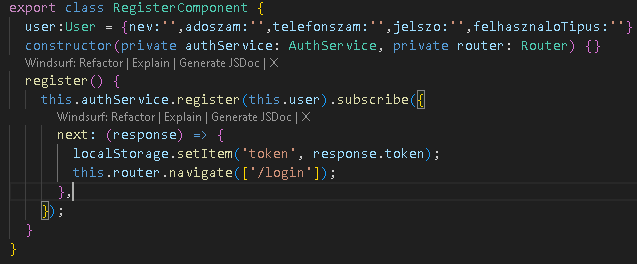 export class RegisterComponent {
user:User = {nev:'',adoszam:'',telefonszam:'',jelszo:'',felhasznaloTipus:''}
constructor(private authService: AuthService, private router: Router) {}
Windsurf: Refactor | Explain | Generate JSDoc | X
register() {
this.authService.register(this.user).subscribe({
Windsurf: Refactor | Explain | Generate JSDoc | X
next: (response) => {
localStorage.setItem('token', response.token);
this.router.navigate(['/login']);
},
});
}
}